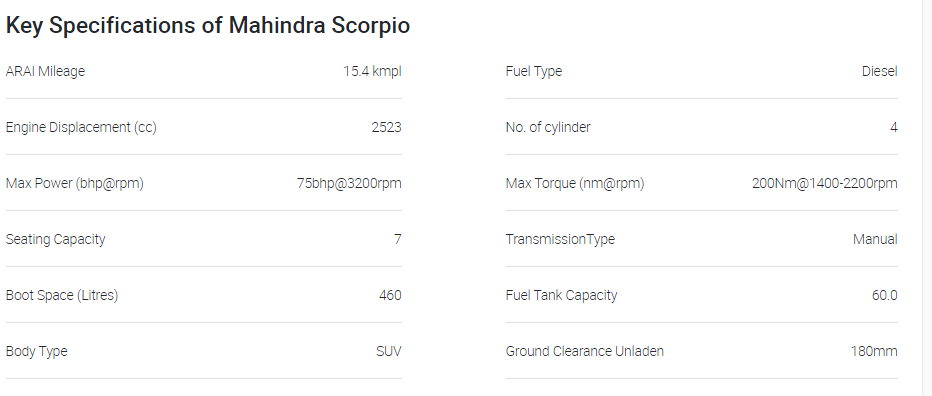 Key Specifications of Mahindra Scorpio
ARAI Mileage 15.4 kmpl Fuel Type Diesel
Engine Displacement (cc) 2523 No. of cylinder 4
Max Power (bhp@rpm) 75bhp@3200rpm Max Torque (nm@rpm) 200Nm@1400-2200rpm
Seating Capacity 7 TransmissionType Manual
Boot Space (Litres) 460 Fuel Tank Capacity 60.0
Body Type SUV Ground Clearance Unladen 180mm